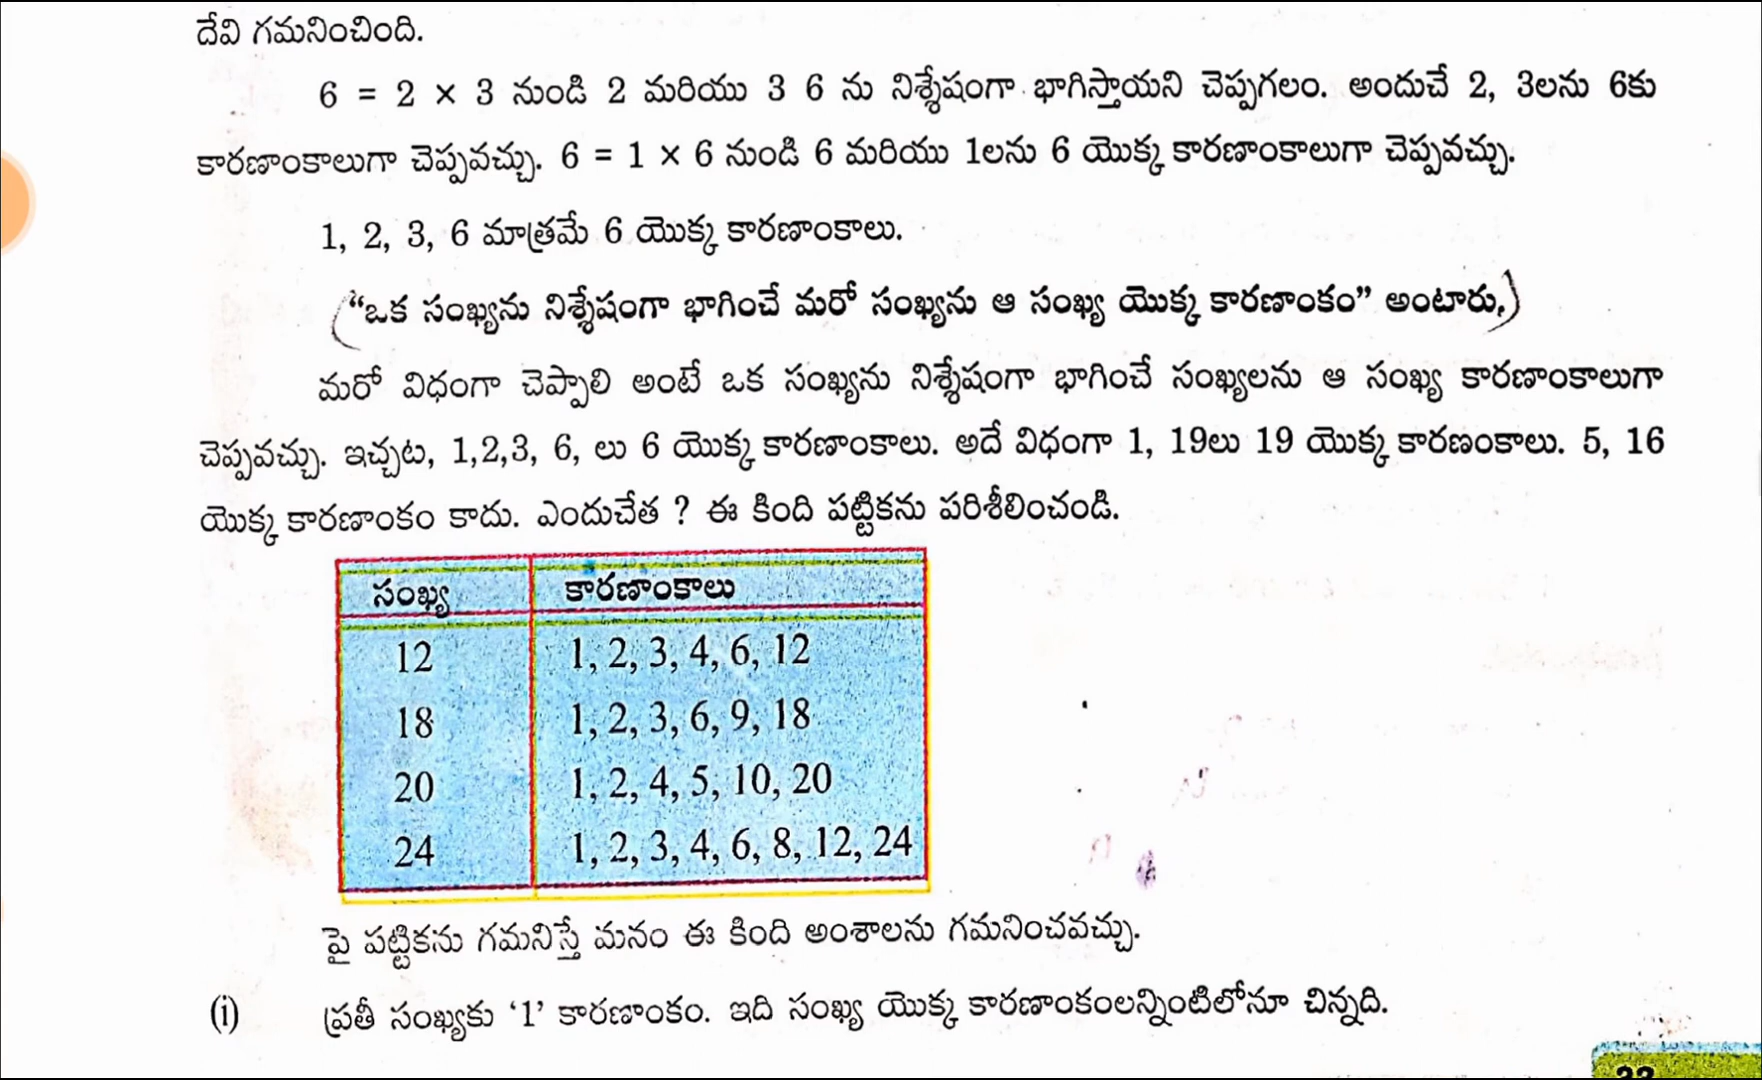 దేవి గమనించింది.
6 = 2 × 3 నుండి 2 మరియు 3 6 ను నిశ్శేషంగా భాగిస్తాయని చెప్పగలం. అందుచే 2, 3లను 6కు
కారణాంకాలుగా చెప్పవచ్చు. 6 = 1 × 6 నుండి 6 మరియు 1లను 6 యొక్క కారణాంకాలుగా చెప్పవచ్చు.
1, 2, 3, 6 మాత్రమే 6 యొక్క కారణాంకాలు.
(“ఒక సంఖ్యను నిశ్శేషంగా భాగించే మరో సంఖ్యను ఆ సంఖ్య యొక్క కారణాంకం” అంటారు.)
మరో విధంగా చెప్పాలి అంటే ఒక సంఖ్యను నిశ్శేషంగా భాగించే సంఖ్యలను ఆ సంఖ్య కారణాంకాలుగా
చెప్పవచ్చు. ఇచ్చట, 1,2,3, 6, లు 6 యొక్క కారణాంకాలు. అదే విధంగా 1, 19లు 19 యొక్క కారణంకాలు. 5, 16
యొక్క కారణాంకం కాదు. ఎందుచేత ? ఈ కింది పట్టికను పరిశీలించండి.
సంఖ్య కారణాంకాలు
12 1, 2, 3, 4, 6, 12
18 1, 2, 3, 6, 9, 18
20 1, 2, 4, 5, 10, 20
24 1, 2, 3, 4, 6, 8, 12, 24
పై పట్టికను గమనిస్తే మనం ఈ కింది అంశాలను గమనించవచ్చు.
(i) ప్రతీ సంఖ్యకు ‘1’ కారణాంకం. ఇది సంఖ్య యొక్క కారణాంకంలన్నింటిలోనూ చిన్నది.